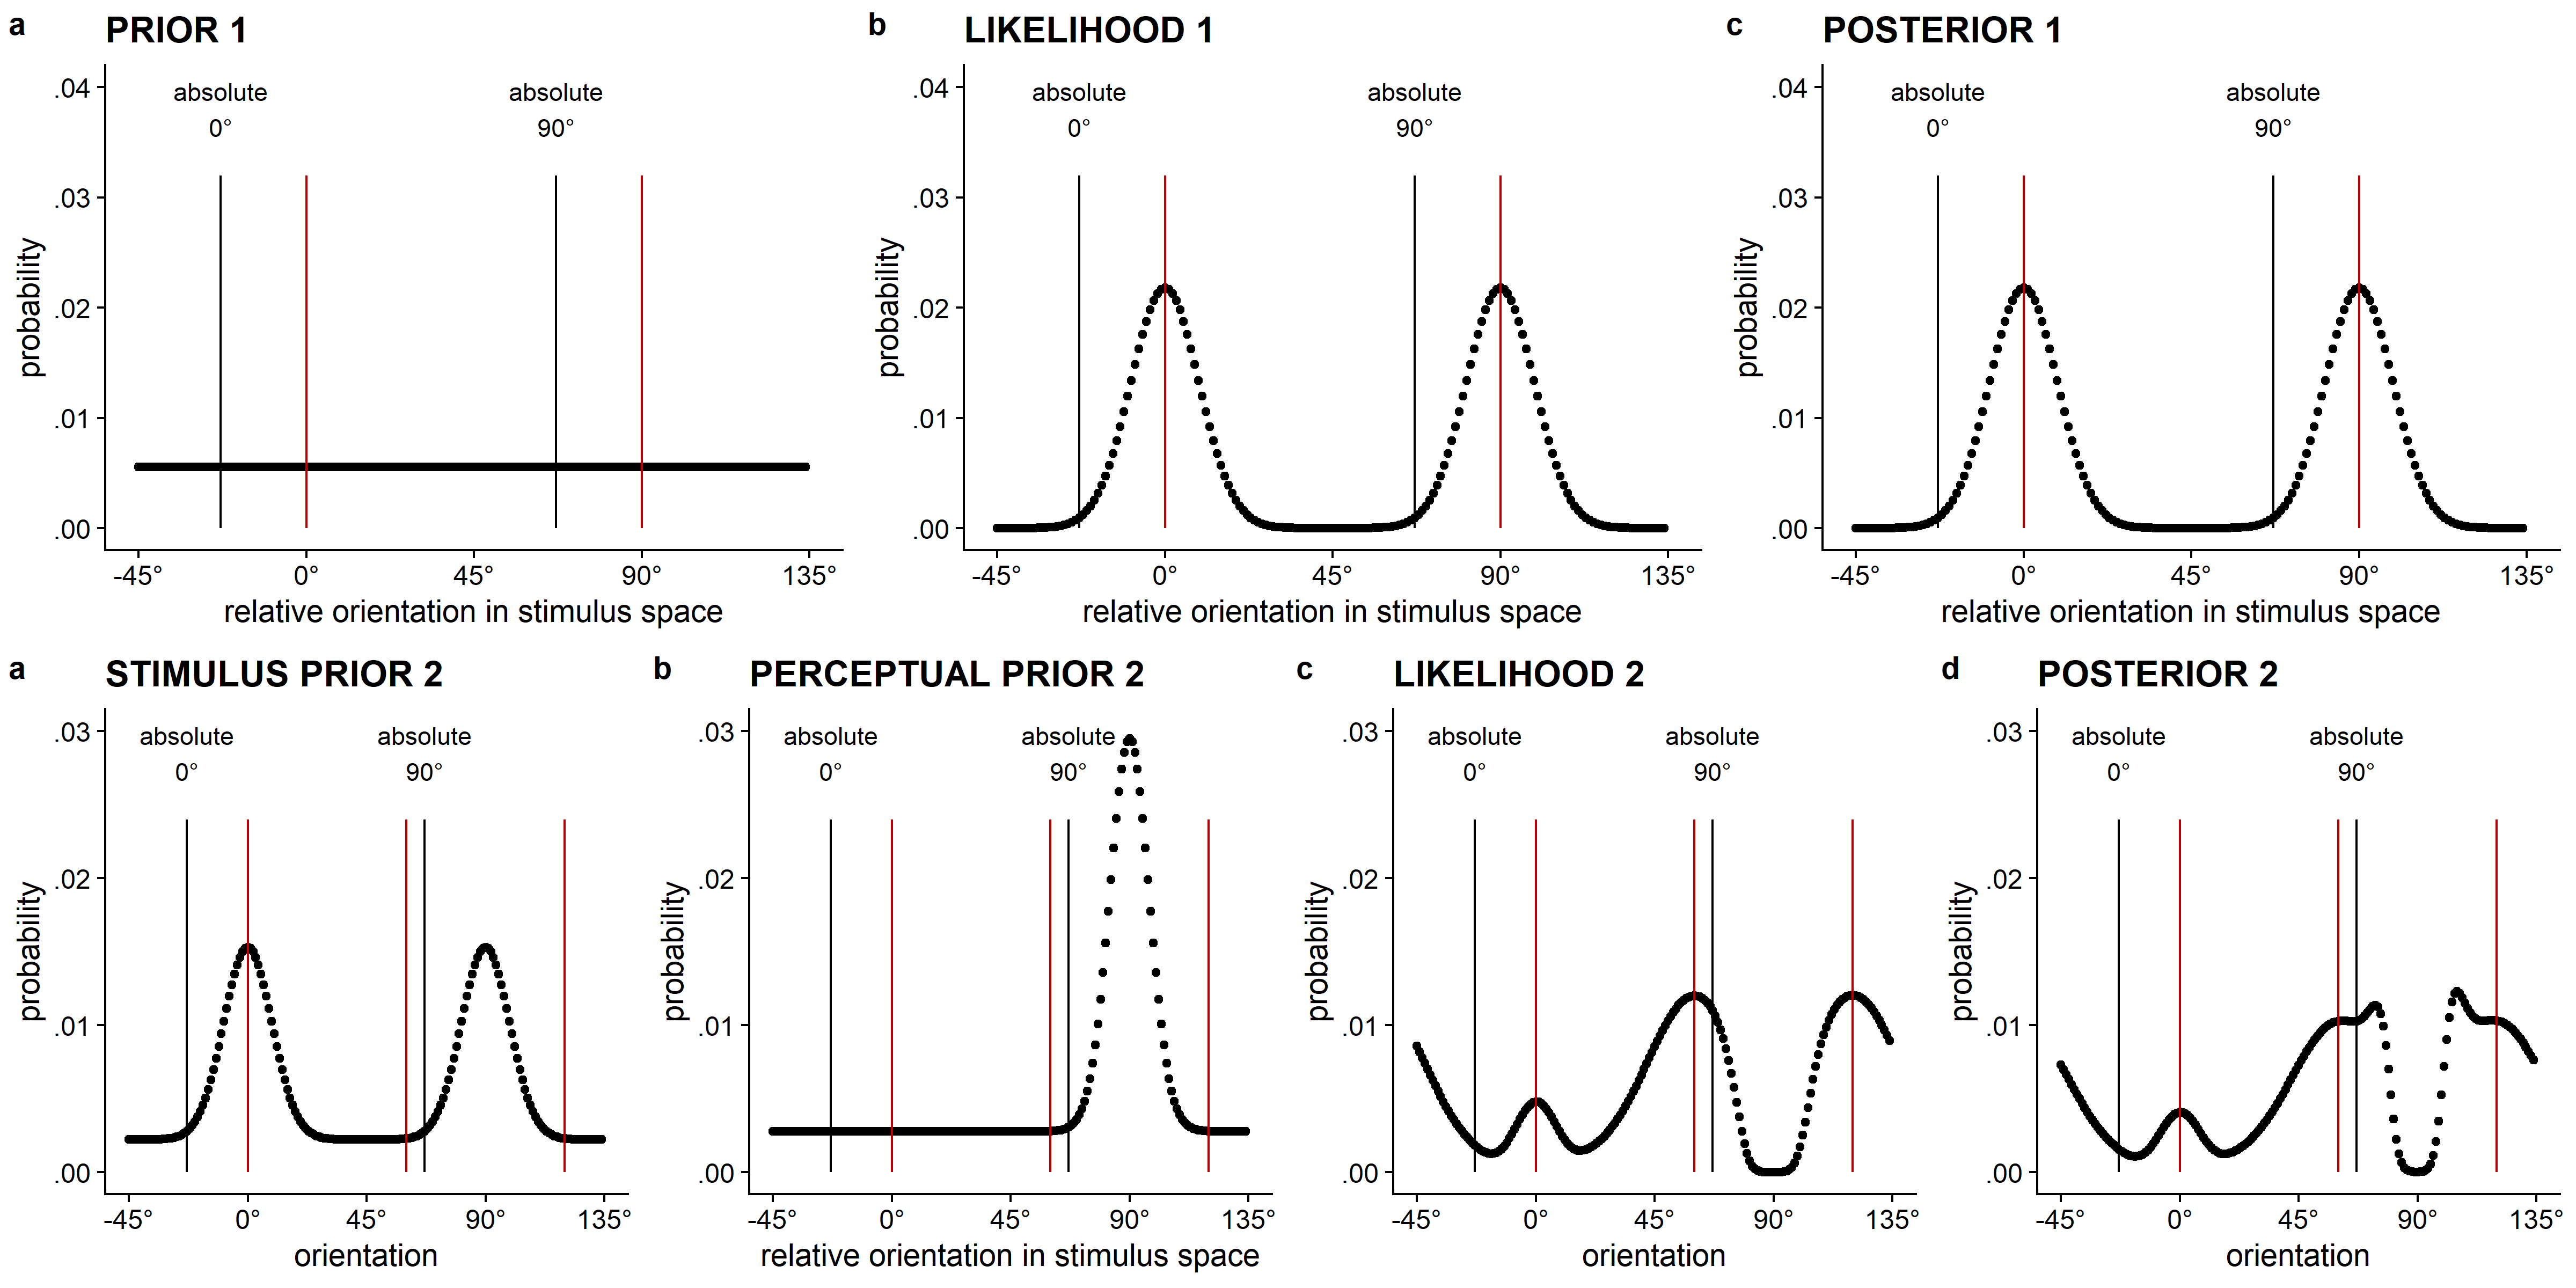 a PRIOR 1
.04
.03
.02
.01
.00
absolute
0°
absolute
90°
probability
-45° 0° 45° 90° 135°
relative orientation in stimulus space
b LIKELIHOOD 1
.04
.03
.02
.01
.00
absolute
0°
absolute
90°
probability
-45° 0° 45° 90° 135°
relative orientation in stimulus space
c POSTERIOR 1
.04
.03
.02
.01
.00
absolute
0°
absolute
90°
probability
-45° 0° 45° 90° 135°
relative orientation in stimulus space
a STIMULUS PRIOR 2
.03
.02
.01
.00
absolute
0°
absolute
90°
probability
-45° 0° 45° 90° 135°
orientation
b PERCEPTUAL PRIOR 2
.03
.02
.01
.00
absolute
0°
absolute
90°
probability
-45° 0° 45° 90° 135°
relative orientation in stimulus space
c LIKELIHOOD 2
.03
.02
.01
.00
absolute
0°
absolute
90°
probability
-45° 0° 45° 90° 135°
orientation
d POSTERIOR 2
.03
.02
.01
.00
absolute
0°
absolute
90°
probability
-45° 0° 45° 90° 135°
orientation